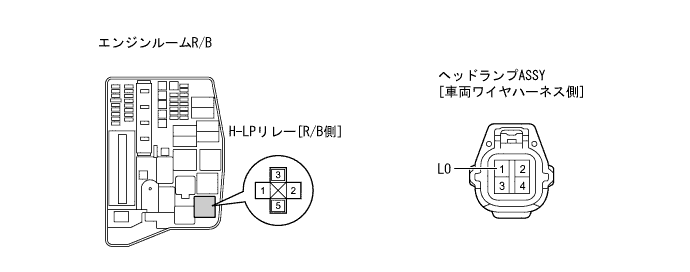 エンジンルームR/B
ヘッドランプASSY
[車両ワイヤハーネス側]
H-LPリレー[R/B側]
3
1 2
5
LO
1 2
3 4